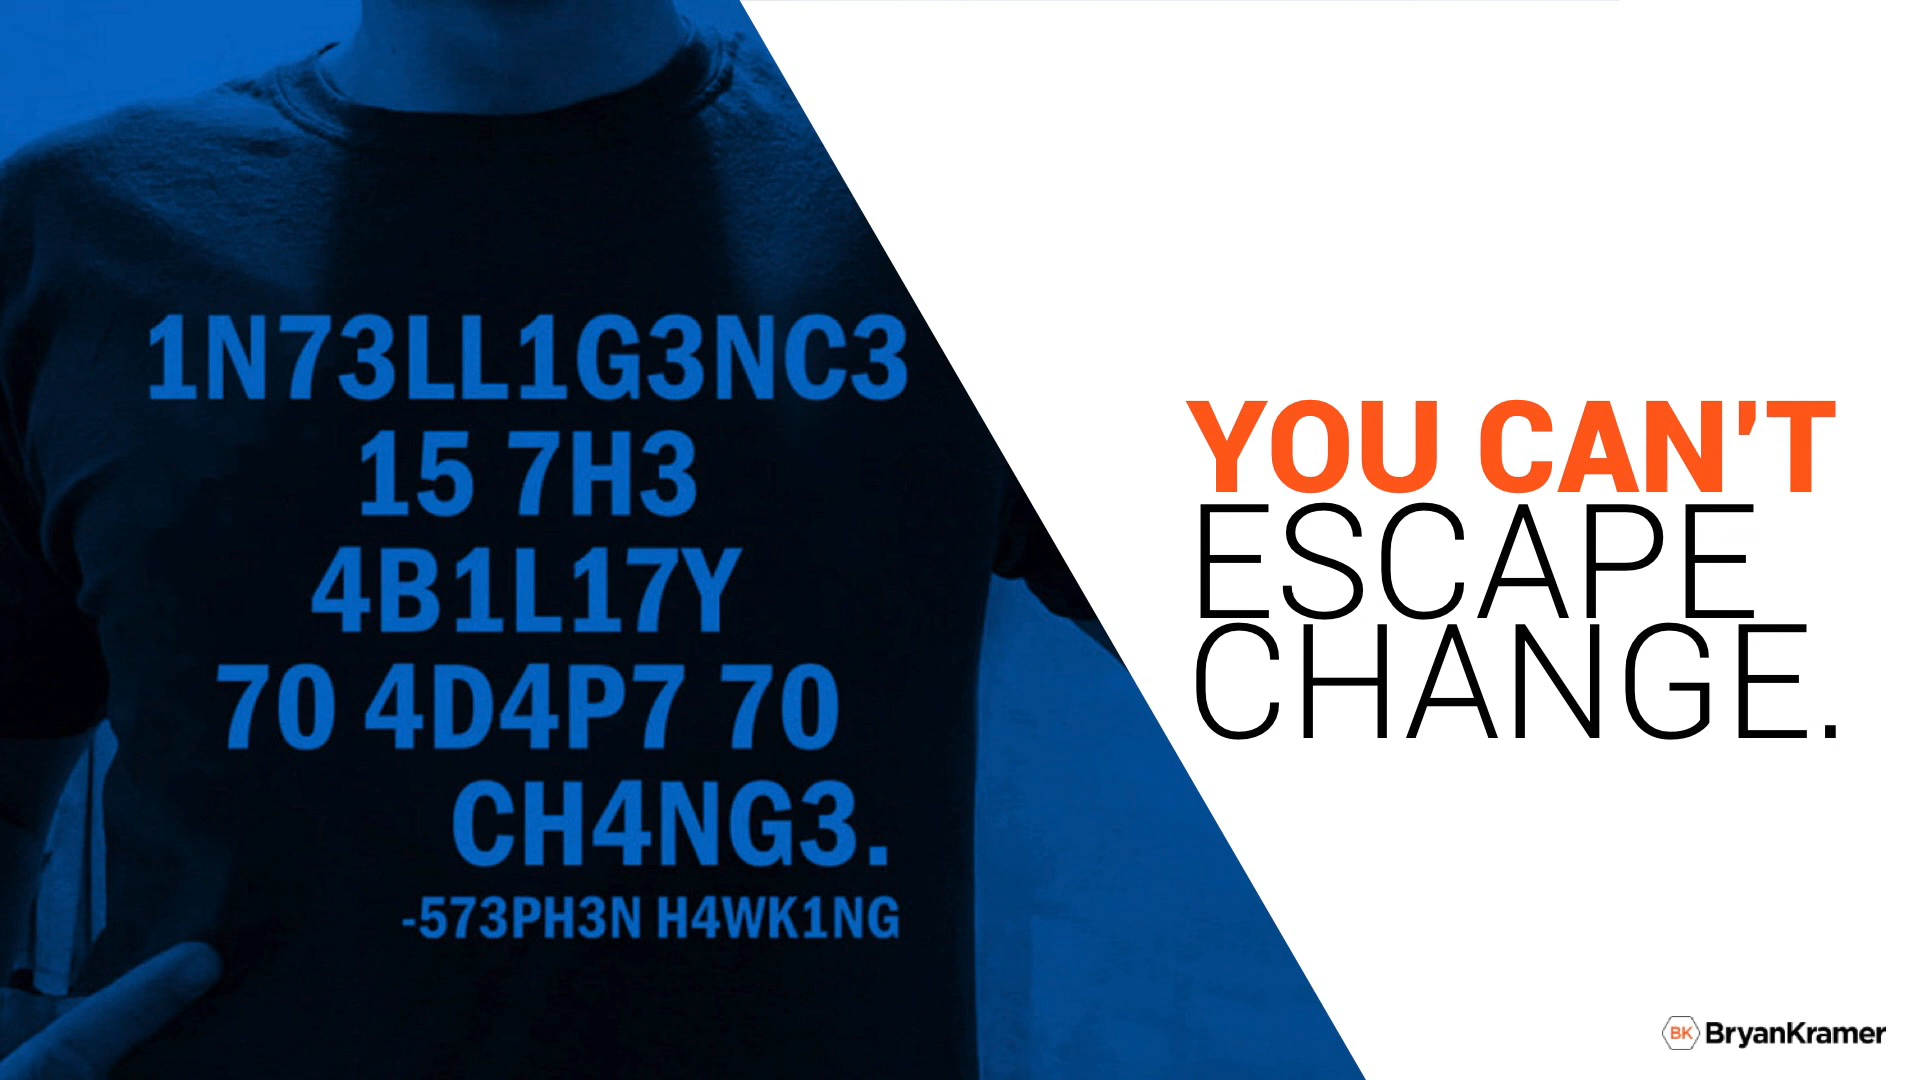 1N73LL1G3NC3
15 7H3
4B1L17Y
70 4D4P7 70
CH4NG3.
-573PH3N H4WK1NG
YOU CAN'T
ESCAPE
CHANGE.
BK BryanKramer